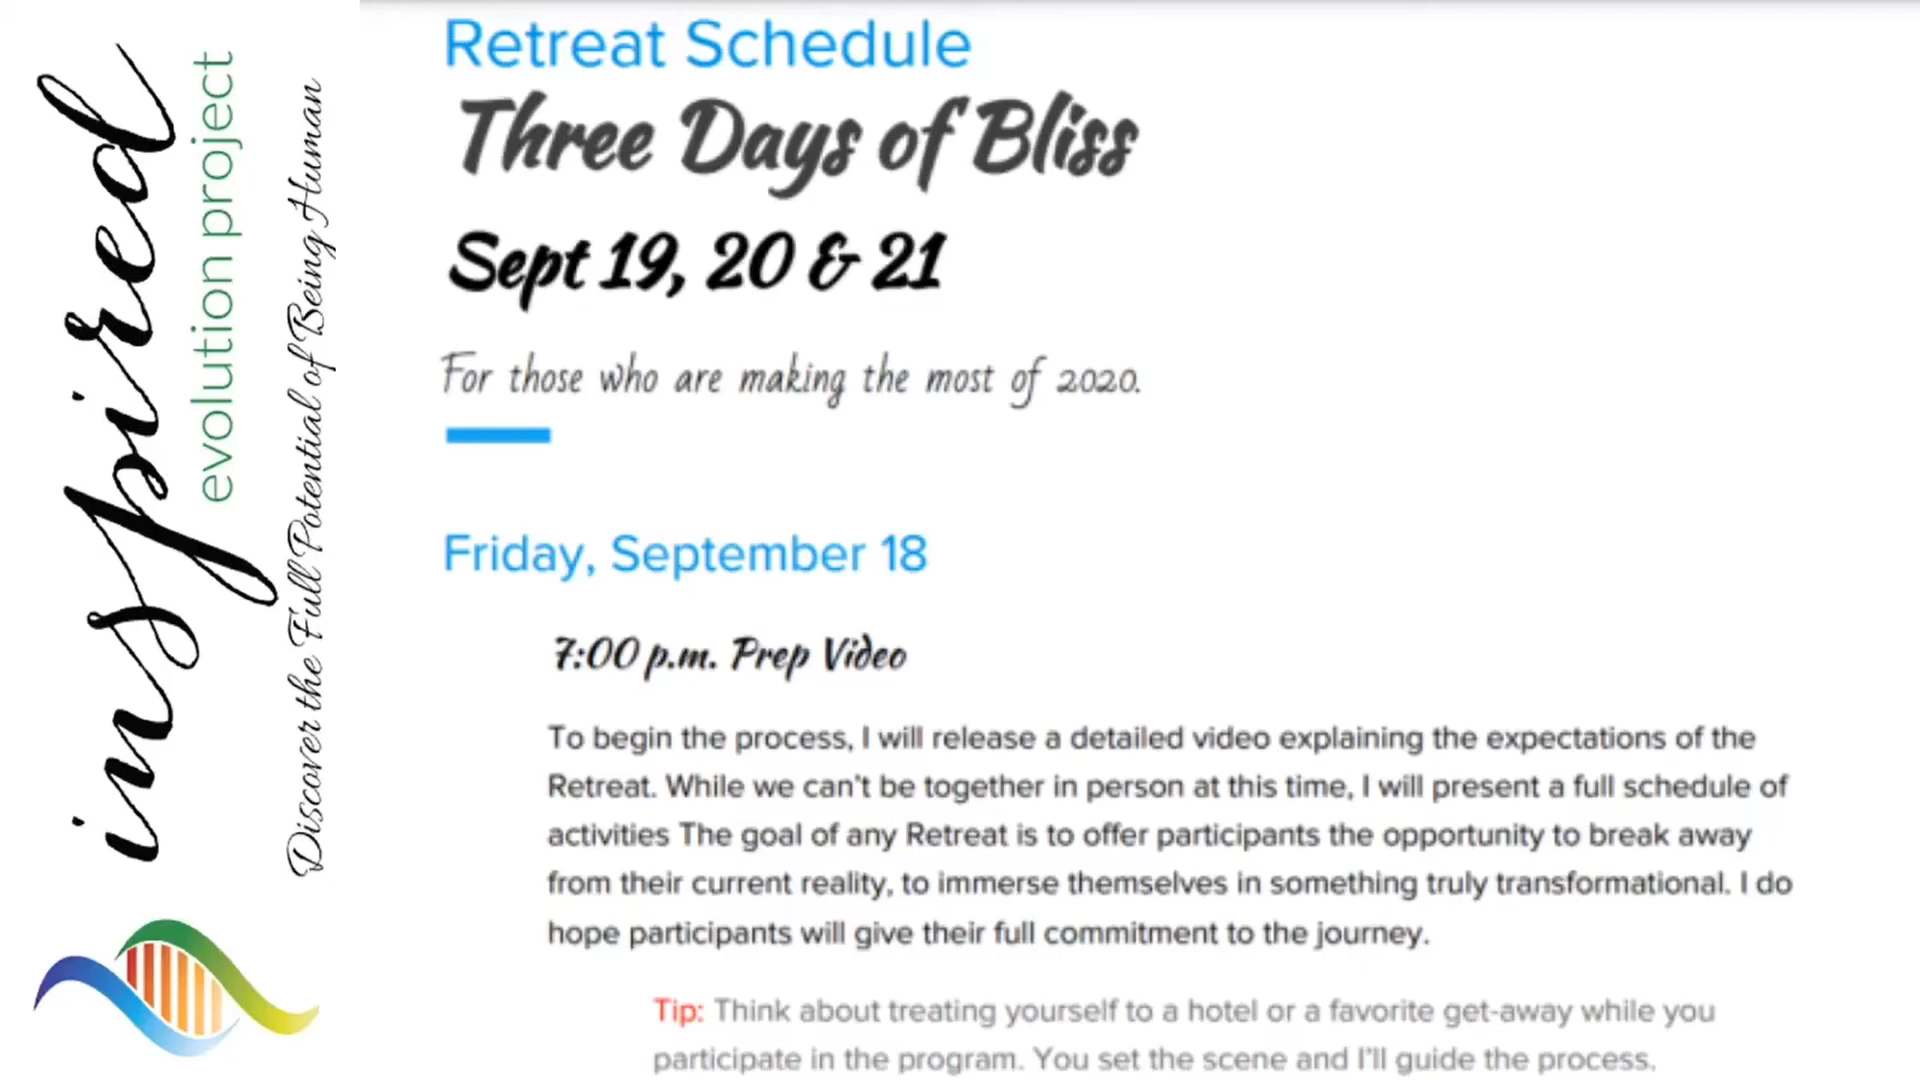 inspired
evolution project
Discover the Full Potential of Being Human
Retreat Schedule
Three Days of Bliss
Sept 19, 20 & 21
For those who are making the most of 2020.
Friday, September 18
7:00 p.m. Prep Video
To begin the process, I will release a detailed video explaining the expectations of the
Retreat. While we can't be together in person at this time, I will present a full schedule of
activities The goal of any Retreat is to offer participants the opportunity to break away
from their current reality, to immerse themselves in something truly transformational. I do
hope participants will give their full commitment to the journey.
Tip: Think about treating yourself to a hotel or a favorite get-away while you
participate in the program. You set the scene and I'll guide the process.